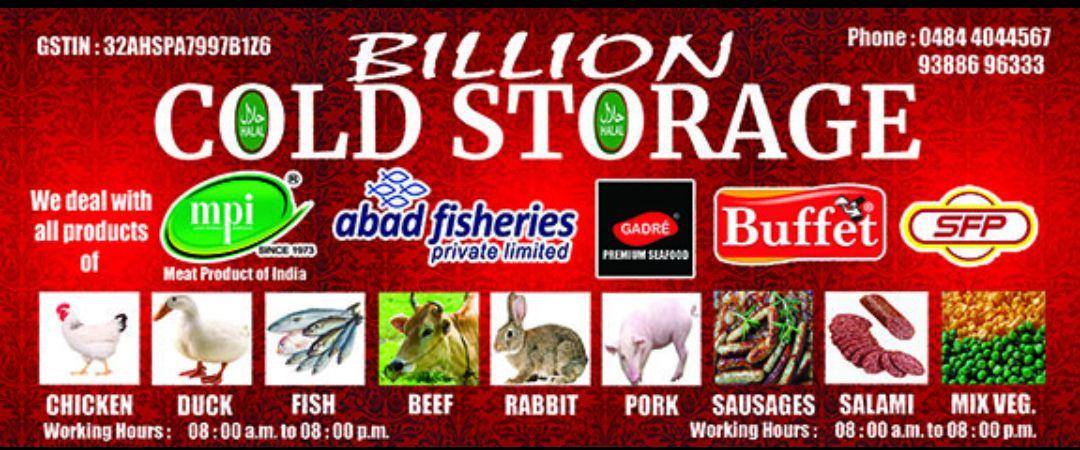 GSTIN : 32AHSPA7997B1Z6
BILLION
Phone : 0484 4044567
93886 96333
COLD STORAGE
حلال
HALAL
حلال
HALAL
We deal with
all products
of
mpi
®
SINCE 1973
Meat Product of India
abad fisheries
private limited
GADRÉ
®
PREMIUM SEAFOOD
Buffet
®
SFP
CHICKEN DUCK FISH BEEF RABBIT PORK SAUSAGES SALAMI MIX VEG.
Working Hours : 08 : 00 a.m. to 08 : 00 p.m.
Working Hours : 08 : 00 a.m. to 08 : 00 p.m.